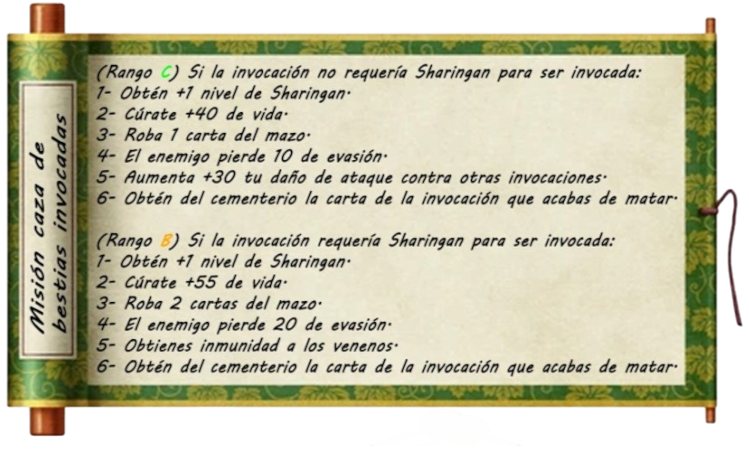 Misión caza de
bestias invocadas
(Rango C) Si la invocación no requería Sharingan para ser invocada:
1- Obtén +1 nivel de Sharingan.
2- Cúrate +40 de vida.
3- Roba 1 carta del mazo.
4- El enemigo pierde 10 de evasión.
5- Aumenta +30 tu daño de ataque contra otras invocaciones.
6- Obtén del cementerio la carta de la invocación que acabas de matar.
(Rango B) Si la invocación requería Sharingan para ser invocada:
1- Obtén +1 nivel de Sharingan.
2- Cúrate +55 de vida.
3- Roba 2 cartas del mazo.
4- El enemigo pierde 20 de evasión.
5- Obtienes inmunidad a los venenos.
6- Obtén del cementerio la carta de la invocación que acabas de matar.